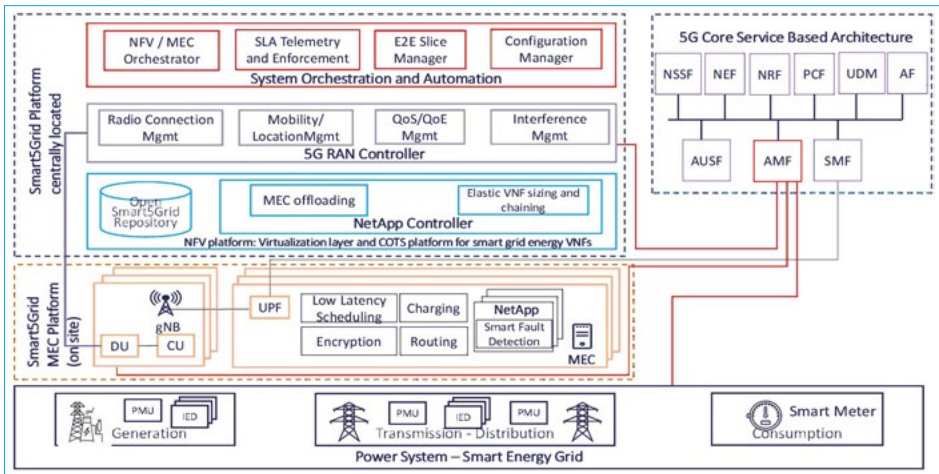 NFV / MEC
Orchestrator
SLA Telemetry
and Enforcement
E2E Slice
Manager
Configuration
Manager
System Orchestration and Automation
Smart5Grid Platform
centrally located
Radio Connection
Mgmt
Mobility/
LocationMgmt
QoS/QoE
Mgmt
Interference
Mgmt
5G RAN Controller
Open
Smart5Grid
Repository
MEC offloading
Elastic VNF sizing and
chaining
NetApp Controller
NFV platform: Virtualization layer and COTS platform for smart grid energy VNFs
5G Core Service Based Architecture
NSSF
NEF
NRF
PCF
UDM
AF
AUSF
AMF
SMF
Smart5Grid
MEC Platform
(on site)
gNB
DU
CU
UPF
Low Latency
Scheduling
Charging
Encryption
Routing
NetApp
Smart Fault
Detection
MEC
PMU
IED
Generation
PMU
PMU
Transmission - Distribution
Smart Meter
Consumption
Power System – Smart Energy Grid